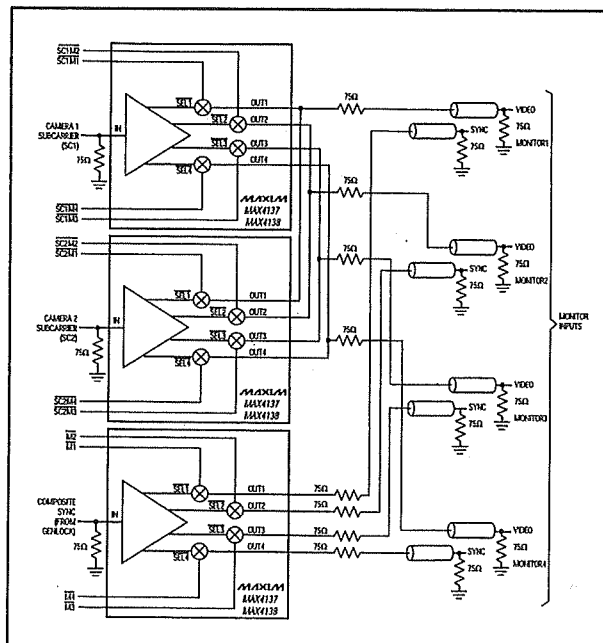 SC1M2
SC1M1
SEL1
OUT1
SEL2
OUT2
CAMERA 1
SUBCARRIER
(SC1)
IN
SEL3
OUT3
75Ω
SEL4
OUT4
SC1M4
SC1M3
MAXIM
MAX4137
MAX4138
SC2M2
SC2M1
SEL1
OUT1
SEL2
OUT2
CAMERA 2
SUBCARRIER
(SC2)
IN
SEL3
OUT3
75Ω
SEL4
OUT4
SC2M4
SC2M3
MAXIM
MAX4137
MAX4138
M2
M1
SEL1
OUT1
SEL2
OUT2
COMPOSITE
SYNC
(FROM
GENLOCK)
IN
SEL3
OUT3
75Ω
SEL4
OUT4
M4
M3
MAXIM
MAX4137
MAX4138
75Ω
75Ω
75Ω
75Ω
75Ω
75Ω
75Ω
75Ω
VIDEO
75Ω
MONITOR1
SYNC
75Ω
VIDEO
75Ω
MONITOR2
SYNC
75Ω
VIDEO
75Ω
MONITOR3
SYNC
75Ω
VIDEO
75Ω
MONITOR4
SYNC
75Ω
MONITOR
INPUTS